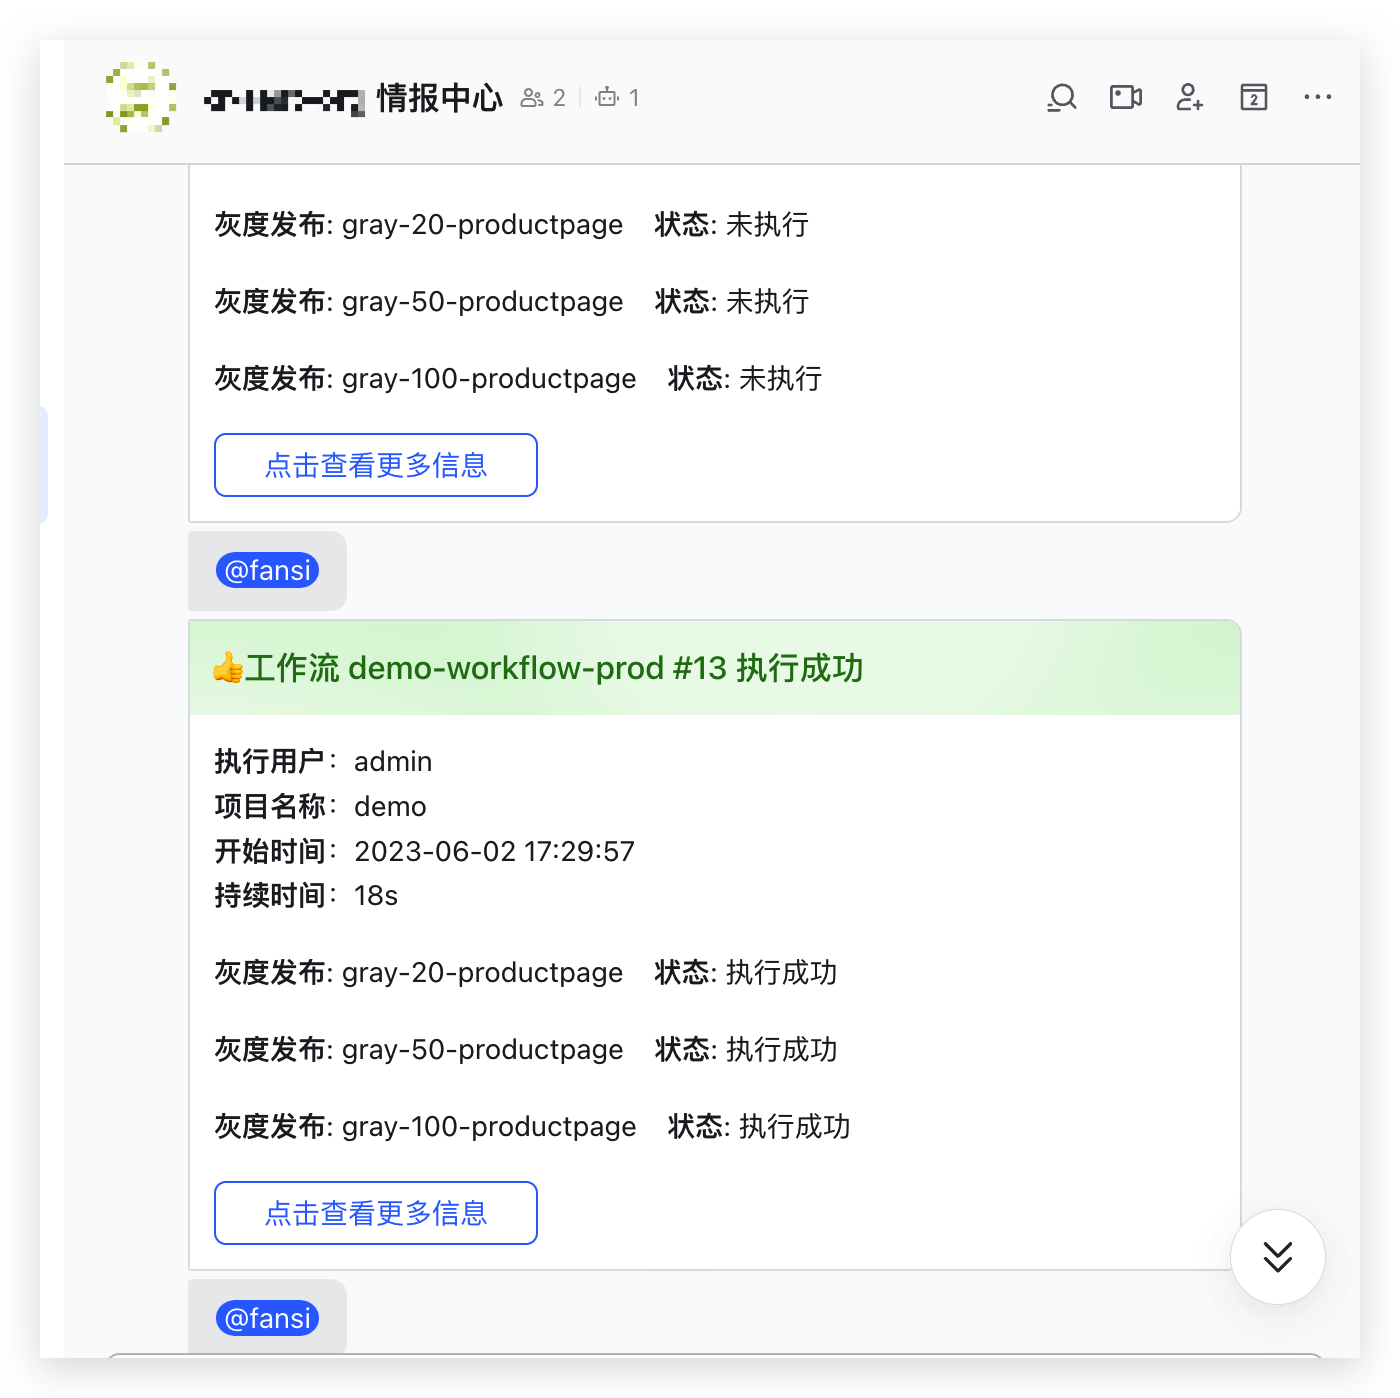 情报中心 2 1
2
灰度发布: gray-20-productpage 状态: 未执行
灰度发布: gray-50-productpage 状态: 未执行
灰度发布: gray-100-productpage 状态: 未执行
点击查看更多信息
@fansi
👍工作流 demo-workflow-prod #13 执行成功
执行用户：admin
项目名称：demo
开始时间：2023-06-02 17:29:57
持续时间：18s
灰度发布: gray-20-productpage 状态: 执行成功
灰度发布: gray-50-productpage 状态: 执行成功
灰度发布: gray-100-productpage 状态: 执行成功
点击查看更多信息
@fansi